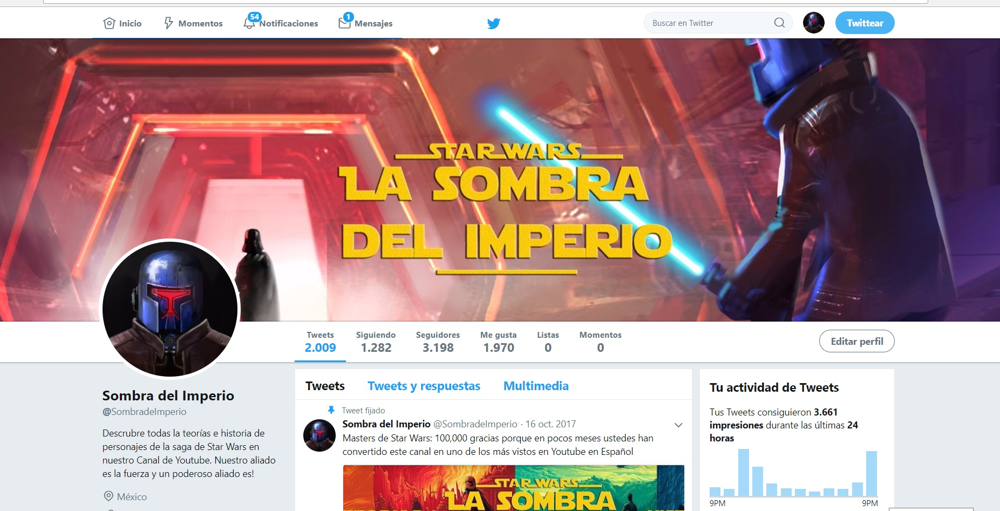 Inicio
Momentos
54
Notificaciones
1
Mensajes
Buscar en Twitter
Twittear
STAR WARS
LA SOMBRA
DEL IMPERIO
Tweets
2.009
Siguiendo
1.282
Seguidores
3.198
Me gusta
1.970
Listas
0
Momentos
0
Editar perfil
Sombra del Imperio
@SombradeImperio
Descrubre todas la teorías e historia de
personajes de la saga de Star Wars en
nuestro Canal de Youtube. Nuestro aliado
es la fuerza y un poderoso aliado es!
México
Tweets
Tweets y respuestas
Multimedia
Tweet fijado
Sombra del Imperio @SombradeImperio · 16 oct. 2017
Masters de Star Wars: 100,000 gracias porque en pocos meses ustedes han
convertido este canal en uno de los más vistos en Youtube en Español
STAR WARS
LA SOMBRA
Tu actividad de Tweets
Tus Tweets consiguieron 3.661
impresiones durante las últimas 24
horas
9PM
9PM